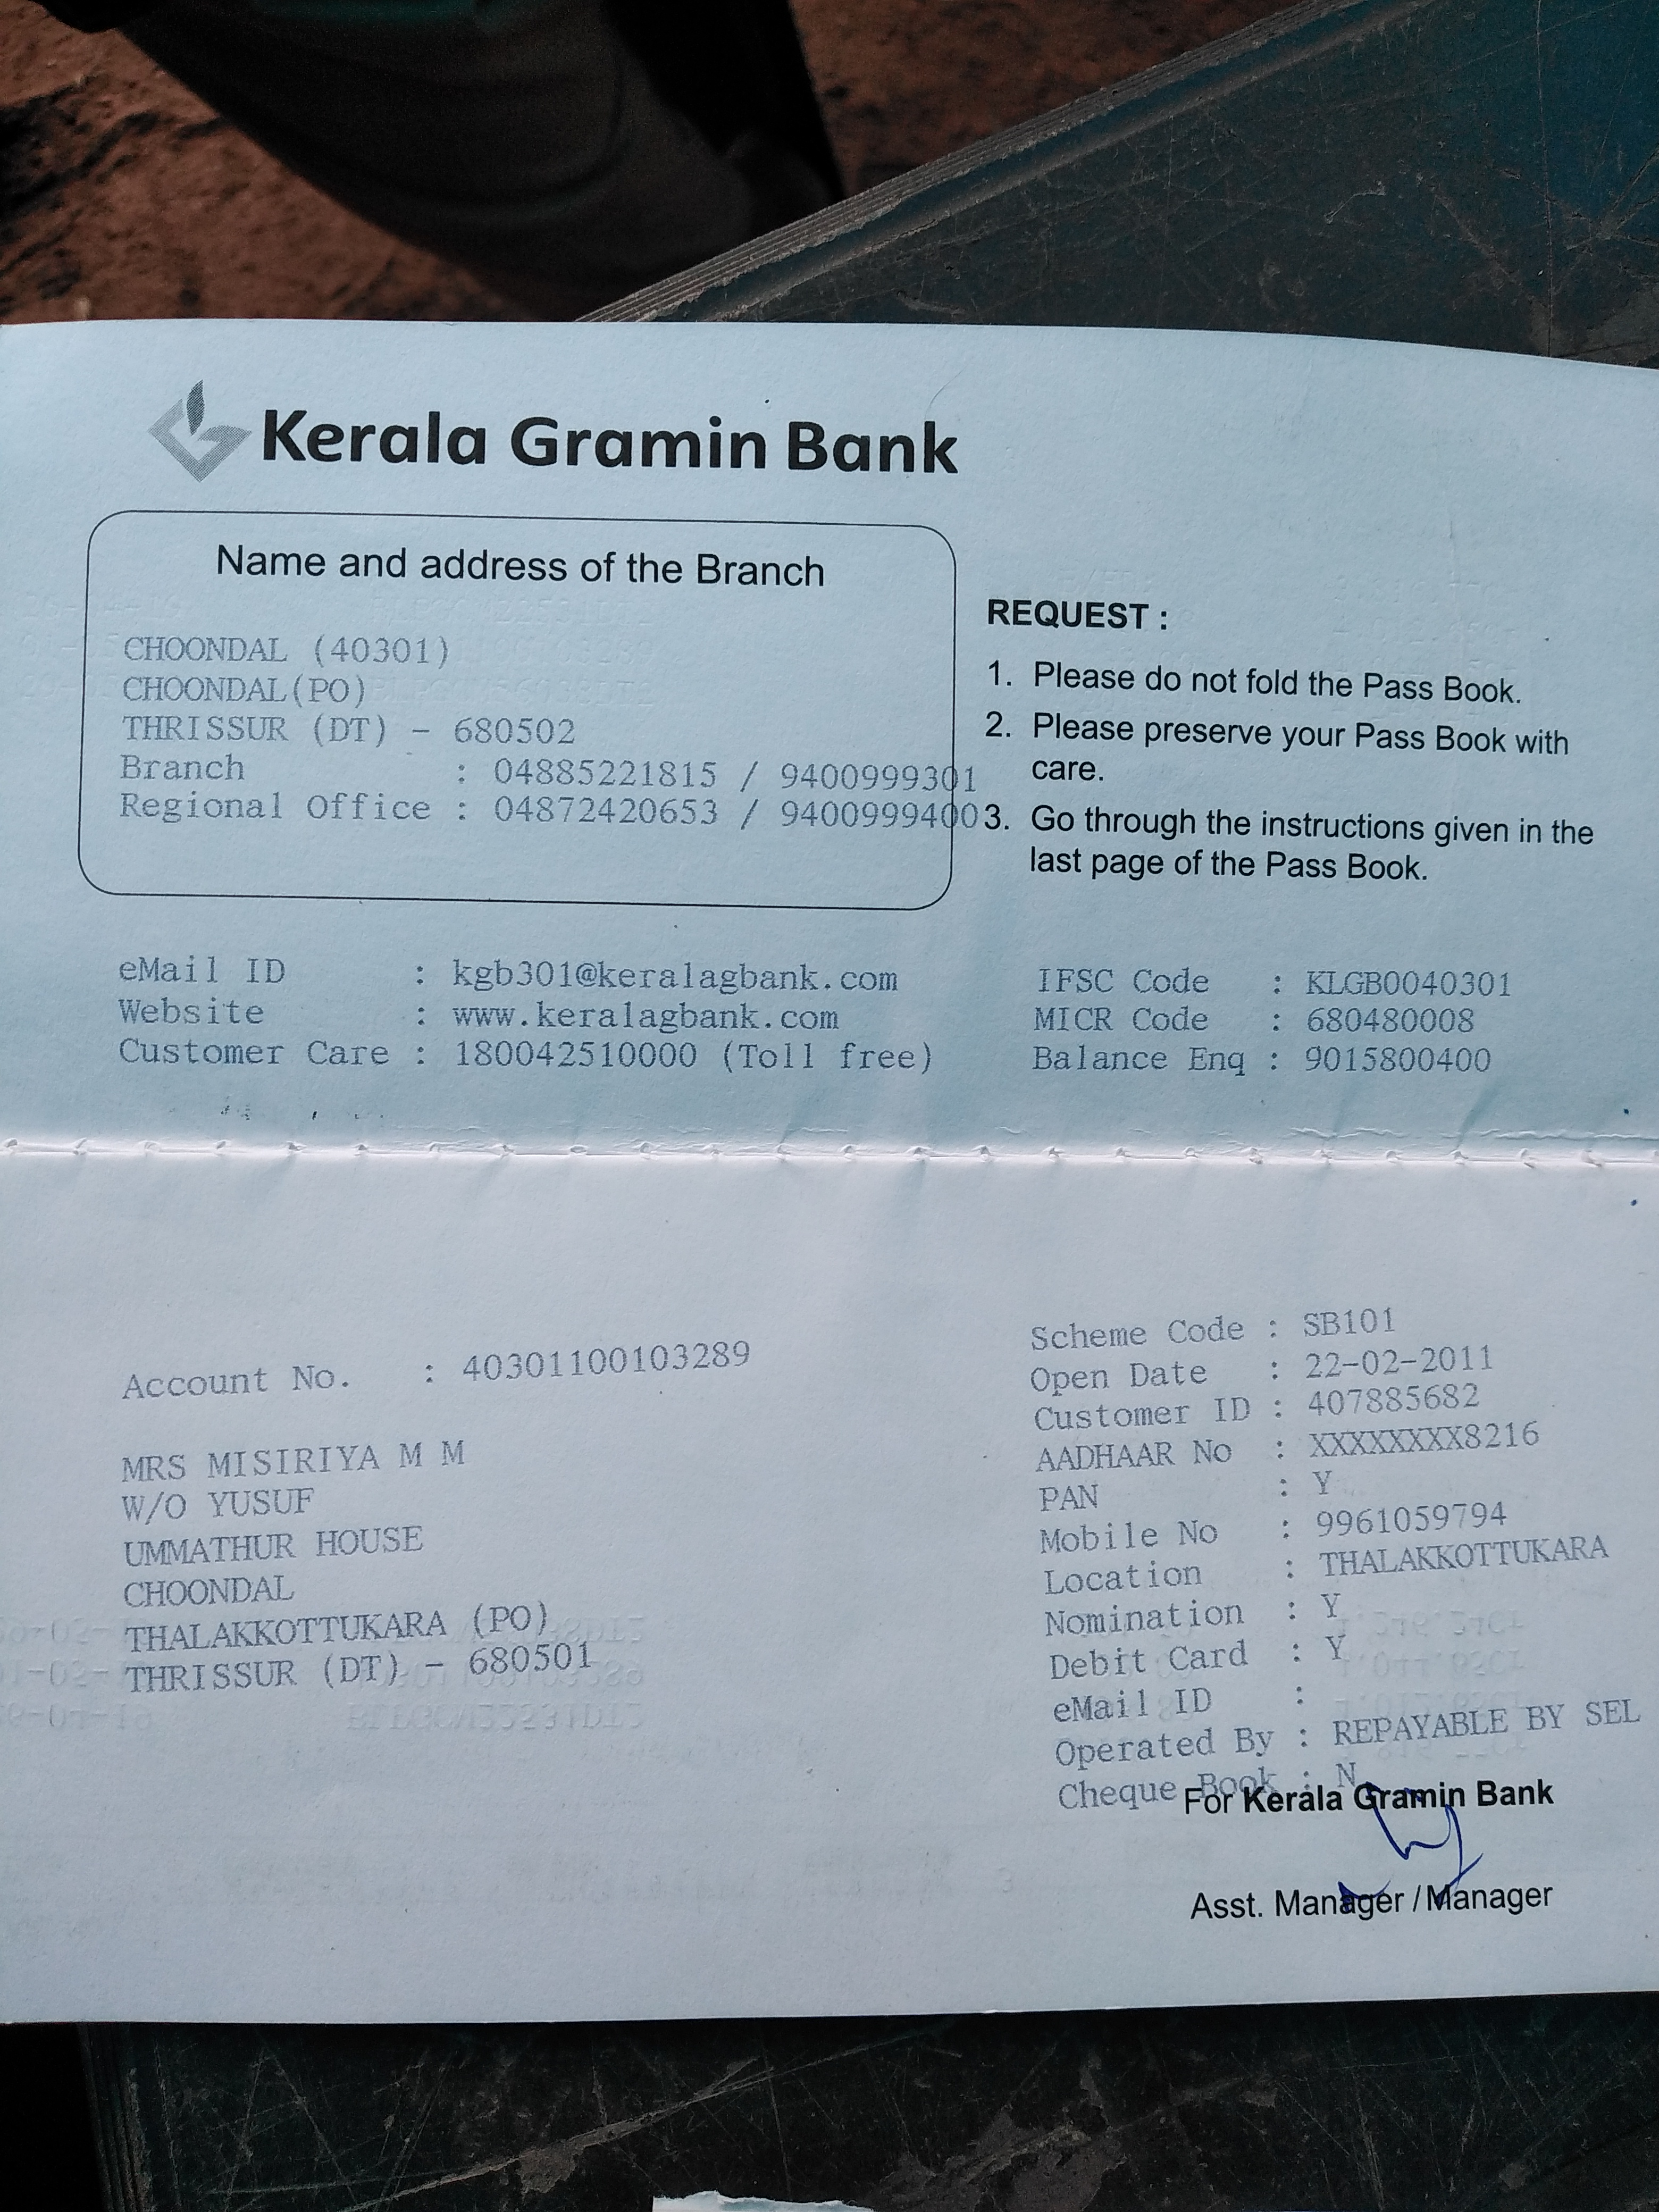 Kerala Gramin Bank
Name and address of the Branch
CHOONDAL (40301)
CHOONDAL(PO)
THRISSUR (DT) - 680502
Branch : 04885221815 / 9400999301
Regional Office : 04872420653 / 9400999400
REQUEST :
1. Please do not fold the Pass Book.
2. Please preserve your Pass Book with
care.
3. Go through the instructions given in the
last page of the Pass Book.
eMail ID : kgb301@keralagbank.com
Website : www.keralagbank.com
Customer Care : 180042510000 (Toll free)
IFSC Code : KLGB0040301
MICR Code : 680480008
Balance Enq : 9015800400
Account No. : 40301100103289
MRS MISIRIYA M M
W/O YUSUF
UMMATHUR HOUSE
CHOONDAL
THALAKKOTTUKARA (PO)
THRISSUR (DT) - 680501
Scheme Code : SB101
Open Date : 22-02-2011
Customer ID : 407885682
AADHAAR No : XXXXXXXX8216
PAN : Y
Mobile No : 9961059794
Location : THALAKKOTTUKARA
Nomination : Y
Debit Card : Y
eMail ID :
Operated By : REPAYABLE BY SEL
Cheque Book : N
For Kerala Gramin Bank
Asst. Manager / Manager